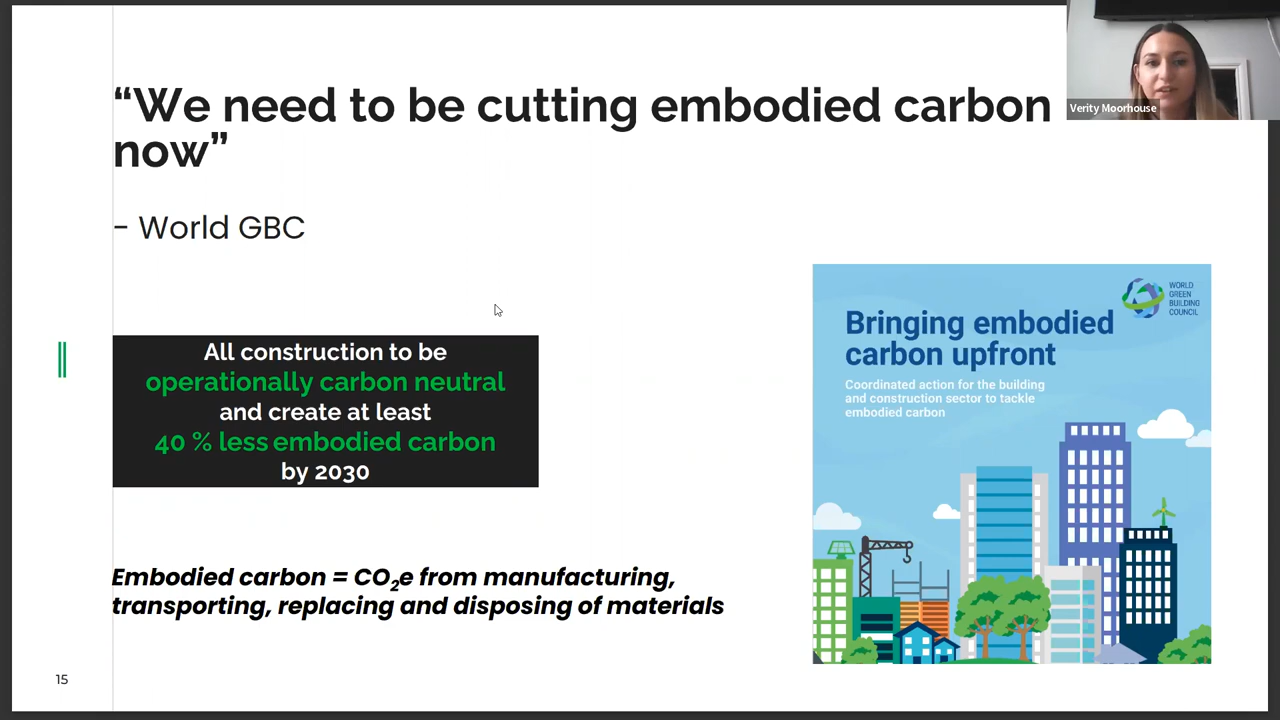 “We need to be cutting embodied carbon
now”
- World GBC
Verity Moorhouse
All construction to be
operationally carbon neutral
and create at least
40 % less embodied carbon
by 2030
WORLD
GREEN
BUILDING
COUNCIL
Bringing embodied
carbon upfront
Coordinated action for the building
and construction sector to tackle
embodied carbon
Embodied carbon = CO₂e from manufacturing,
transporting, replacing and disposing of materials
15